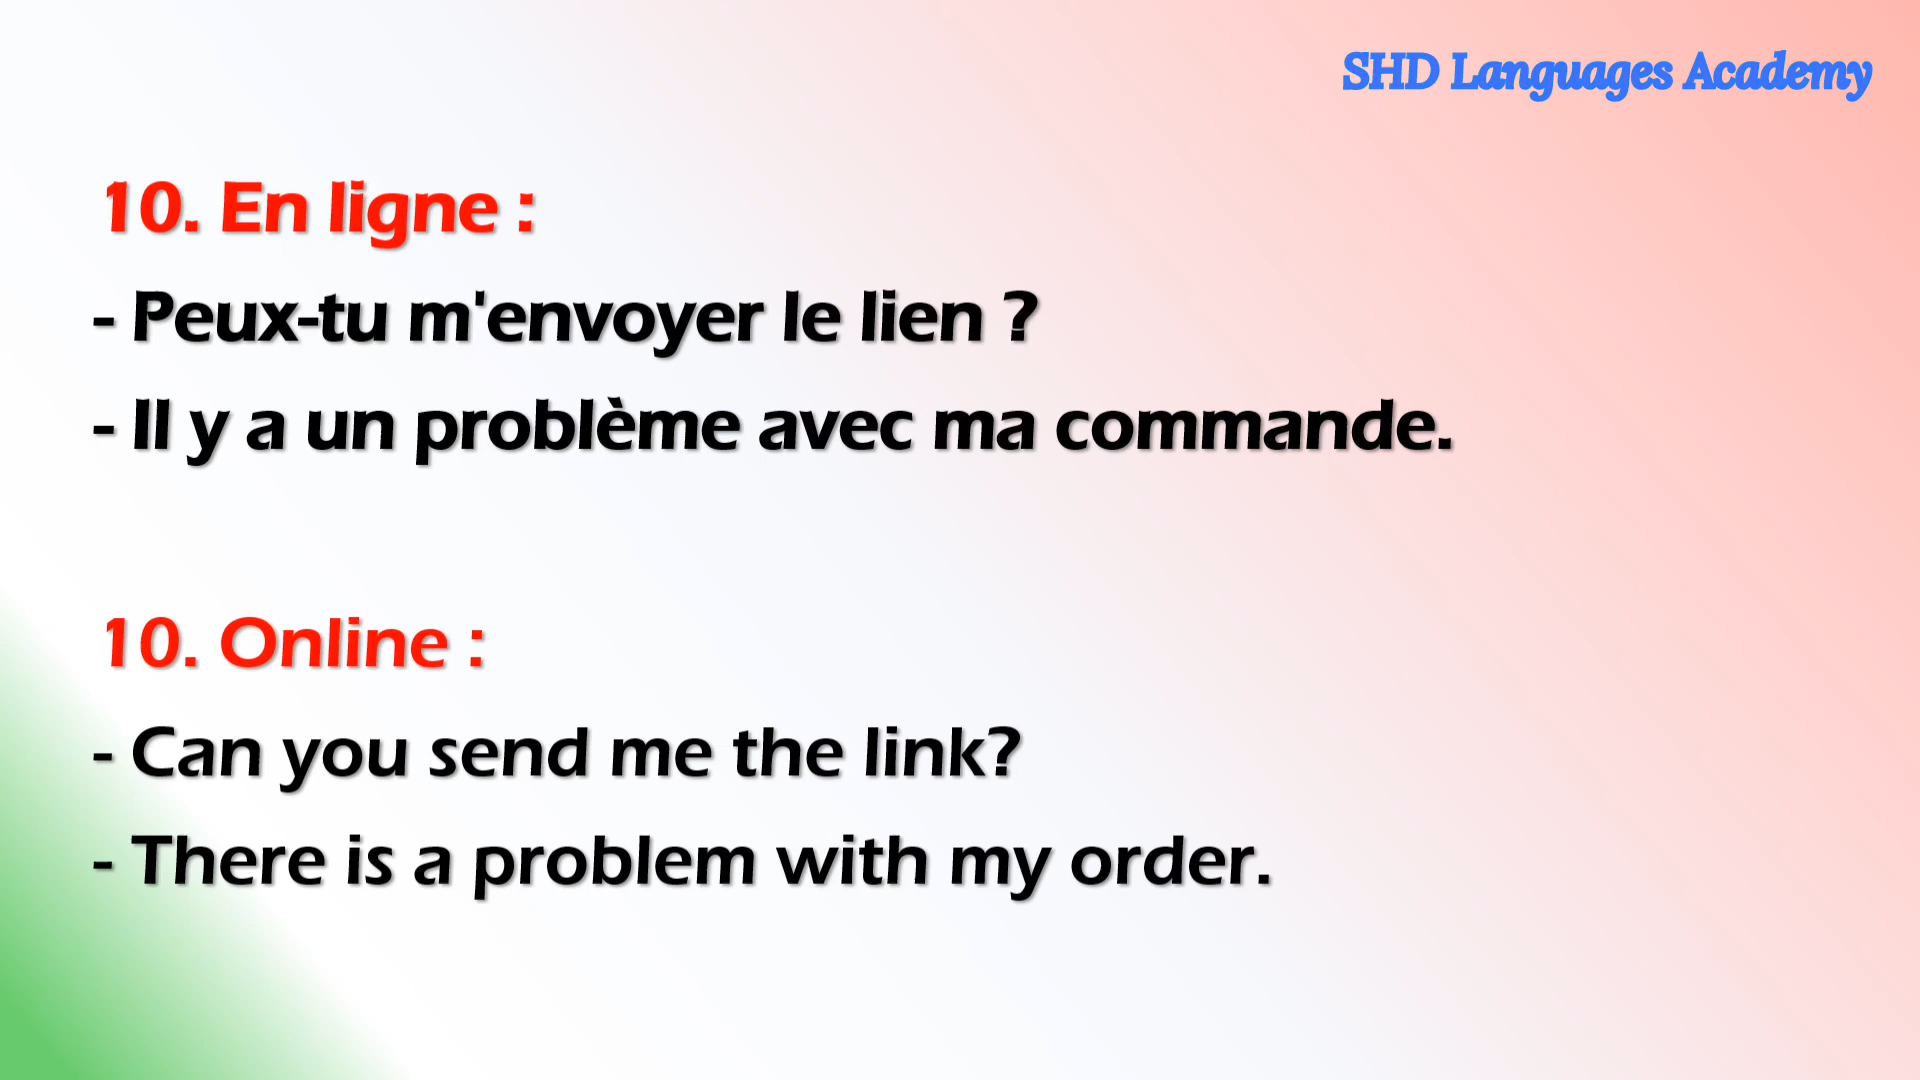 SHD Languages Academy
10. En ligne :
- Peux-tu m'envoyer le lien ?
- Il y a un problème avec ma commande.
10. Online :
- Can you send me the link?
- There is a problem with my order.